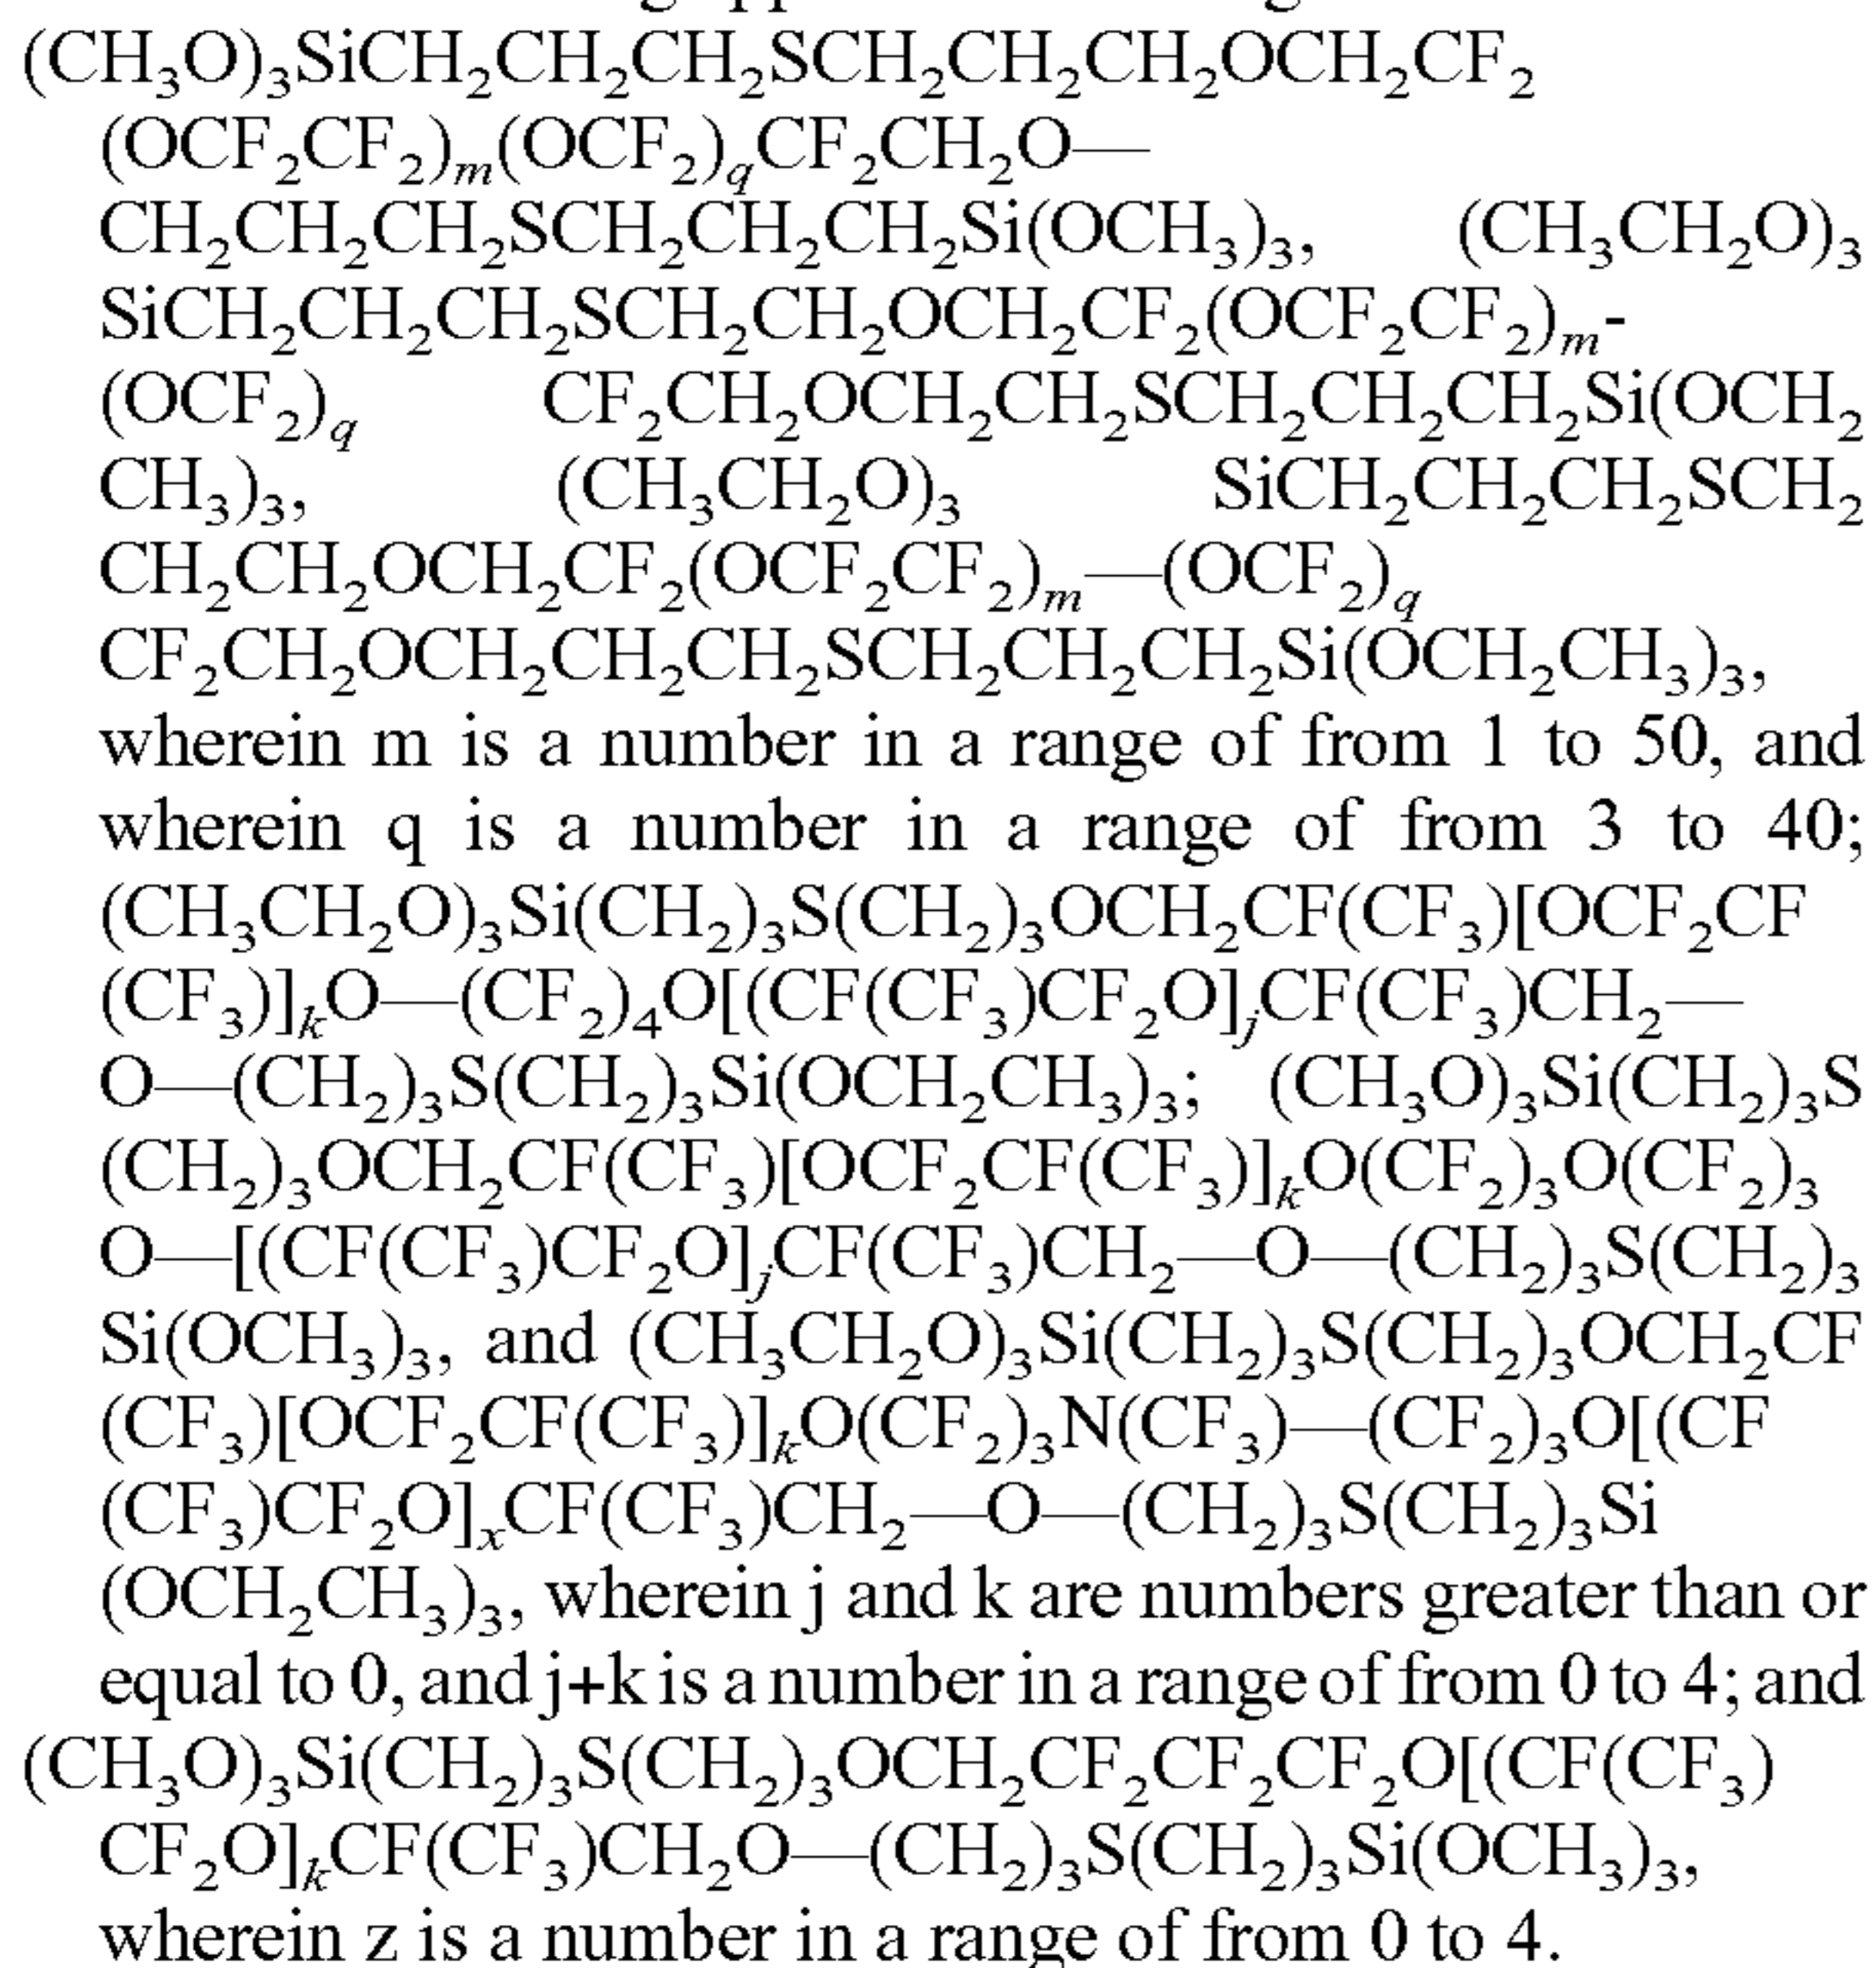 (CH₃O)₃SiCH₂CH₂CH₂SCH₂CH₂CH₂OCH₂CF₂
(OCF₂CF₂)ₘ(OCF₂)qCF₂CH₂O—
CH₂CH₂CH₂SCH₂CH₂CH₂Si(OCH₃)₃, (CH₃CH₂O)₃
SiCH₂CH₂CH₂SCH₂CH₂OCH₂CF₂(OCF₂CF₂)ₘ-
(OCF₂)q CF₂CH₂OCH₂CH₂SCH₂CH₂CH₂Si(OCH₂
CH₃)₃, (CH₃CH₂O)₃ SiCH₂CH₂CH₂SCH₂
CH₂CH₂OCH₂CF₂(OCF₂CF₂)ₘ—(OCF₂)q
CF₂CH₂OCH₂CH₂CH₂SCH₂CH₂CH₂Si(OCH₂CH₃)₃,
wherein m is a number in a range of from 1 to 50, and
wherein q is a number in a range of from 3 to 40;
(CH₃CH₂O)₃Si(CH₂)₃S(CH₂)₃OCH₂CF(CF₃)[OCF₂CF
(CF₃)]ₖO—(CF₂)₄O[(CF(CF₃)CF₂O]ⱼCF(CF₃)CH₂—
O—(CH₂)₃S(CH₂)₃Si(OCH₂CH₃)₃; (CH₃O)₃Si(CH₂)₃S
(CH₂)₃OCH₂CF(CF₃)[OCF₂CF(CF₃)]ₖO(CF₂)₃O(CF₂)₃
O—[(CF(CF₃)CF₂O]ⱼCF(CF₃)CH₂—O—(CH₂)₃S(CH₂)₃
Si(OCH₃)₃, and (CH₃CH₂O)₃Si(CH₂)₃S(CH₂)₃OCH₂CF
(CF₃)[OCF₂CF(CF₃)]ₖO(CF₂)₃N(CF₃)—(CF₂)₃O[(CF
(CF₃)CF₂O]ₓCF(CF₃)CH₂—O—(CH₂)₃S(CH₂)₃Si
(OCH₂CH₃)₃, wherein j and k are numbers greater than or
equal to 0, and j+k is a number in a range of from 0 to 4; and
(CH₃O)₃Si(CH₂)₃S(CH₂)₃OCH₂CF₂CF₂CF₂O[(CF(CF₃)
CF₂O]ₖCF(CF₃)CH₂O—(CH₂)₃S(CH₂)₃Si(OCH₃)₃,
wherein z is a number in a range of from 0 to 4.